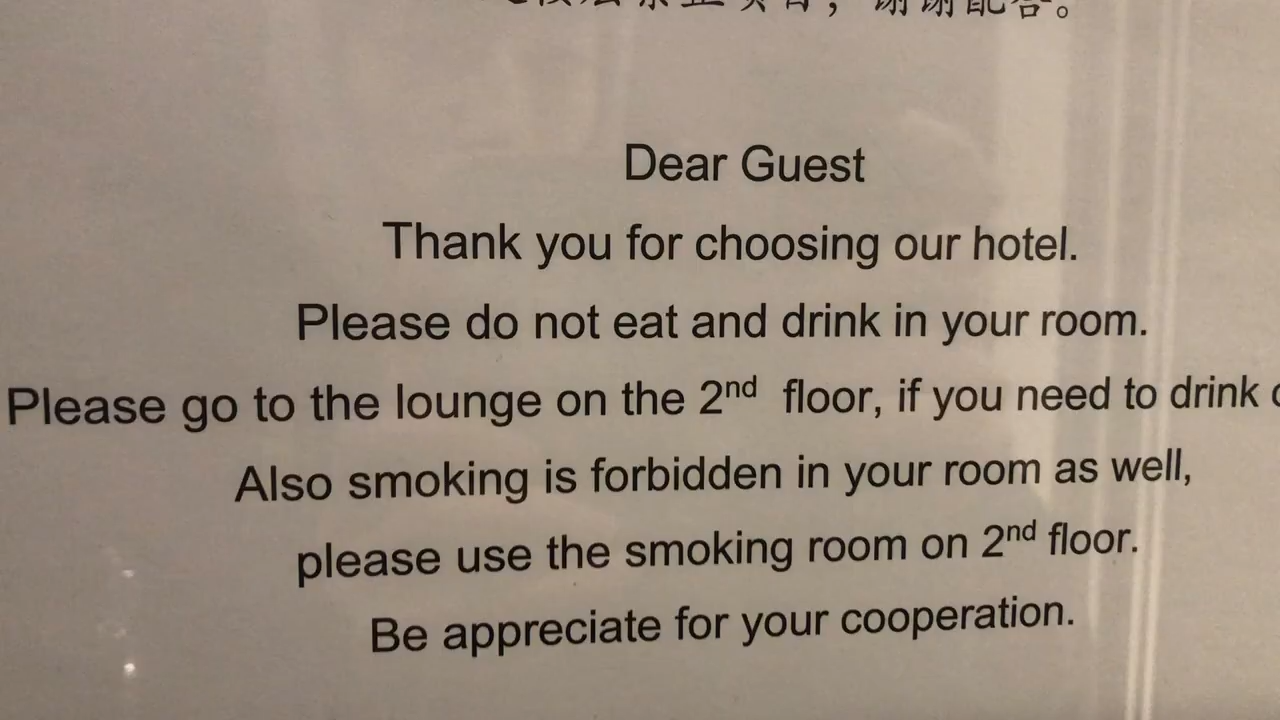 谢谢配合。
Dear Guest
Thank you for choosing our hotel.
Please do not eat and drink in your room.
Please go to the lounge on the 2nd floor, if you need to drink
Also smoking is forbidden in your room as well,
please use the smoking room on 2nd floor.
Be appreciate for your cooperation.